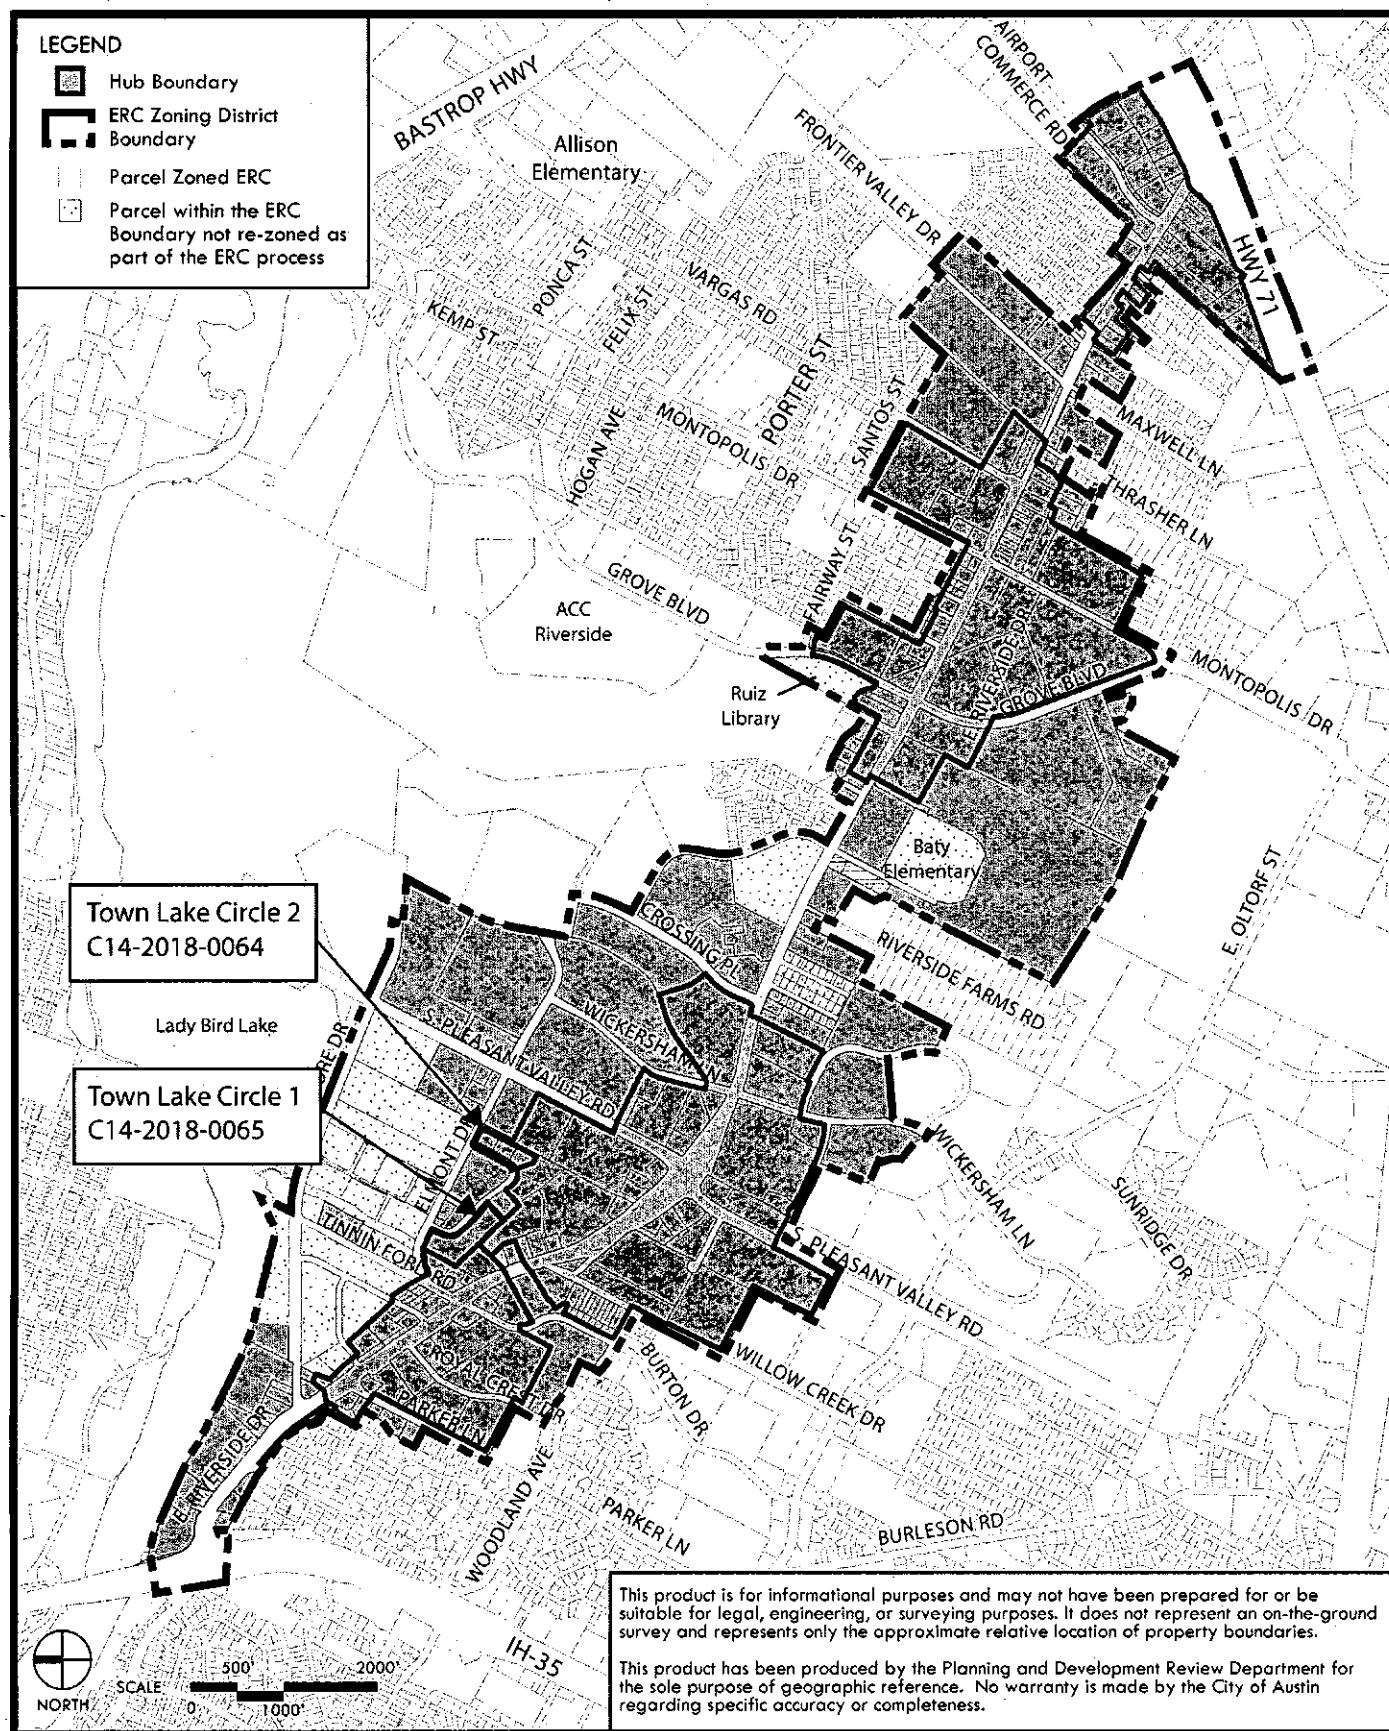 LEGEND
Hub Boundary
ERC Zoning District
Boundary
Parcel Zoned ERC
Parcel within the ERC
Boundary not re-zoned as
part of the ERC process
BASTROP HWY
Allison
Elementary
AIRPORT
COMMERCE RD
FRONTIER VALLEY DR
HWY 71
PONCA ST
FELIX ST
VARGAS RD
KEMP ST
PORTER ST
SANTOS ST
HOGAN AVE
MONTOPOLIS DR
MAXWELL LN
THRASHER LN
FAIRWAY ST
GROVE BLVD
ACC
Riverside
E RIVERSIDE DR
GROVE BLVD
MONTOPOLIS DR
Ruiz
Library
Baty
Elementary
E OLTORF ST
CROSSING PL
RIVERSIDE FARMS RD
Town Lake Circle 2
C14-2018-0064
Lady Bird Lake
S. PLEASANT VALLEY RD
WICKERSHAM LN
RE DR
Town Lake Circle 1
C14-2018-0065
ELMONT DR
WICKERSHAM LN
SUNRIDGE DR
TINNIN FORD RD
S. PLEASANT VALLEY RD
ROYAL CREST DR
PARKER LN
BURTON DR
WILLOW CREEK DR
E. RIVERSIDE DR
WOODLAND AVE
PARKER LN
BURLESON RD
IH-35
NORTH
SCALE
500'
2000'
0
1000'
This product is for informational purposes and may not have been prepared for or be
suitable for legal, engineering, or surveying purposes. It does not represent an on-the-ground
survey and represents only the approximate relative location of property boundaries.
This product has been produced by the Planning and Development Review Department for
the sole purpose of geographic reference. No warranty is made by the City of Austin
regarding specific accuracy or completeness.